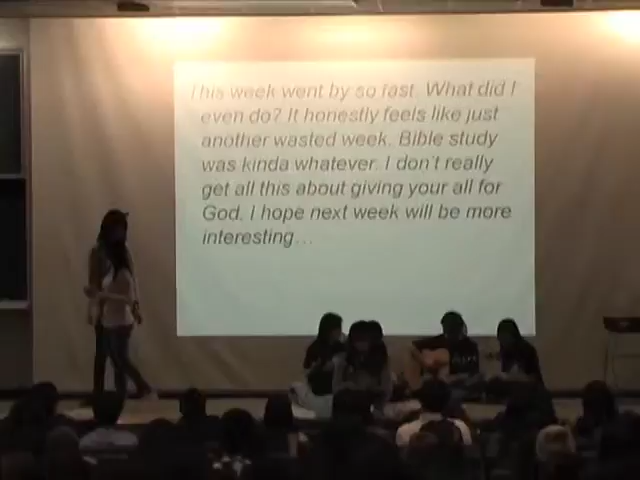 This week went by so fast. What did I
even do? It honestly feels like just
another wasted week. Bible study
was kinda whatever. I don't really
get all this about giving your all for
God. I hope next week will be more
interesting...